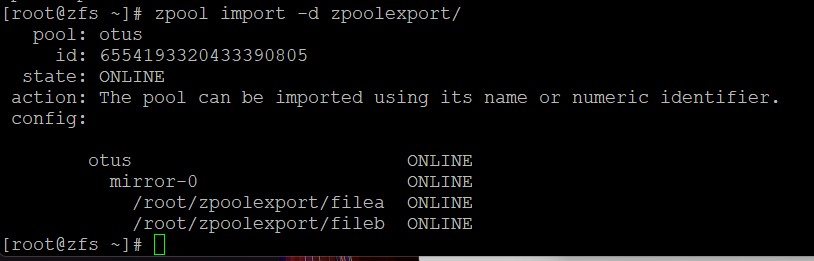 [root@zfs ~]# zpool import -d zpoolexport/
pool: otus
id: 6554193320433390805
state: ONLINE
action: The pool can be imported using its name or numeric identifier.
config:
otus ONLINE
mirror-0 ONLINE
/root/zpoolexport/filea ONLINE
/root/zpoolexport/fileb ONLINE
[root@zfs ~]#